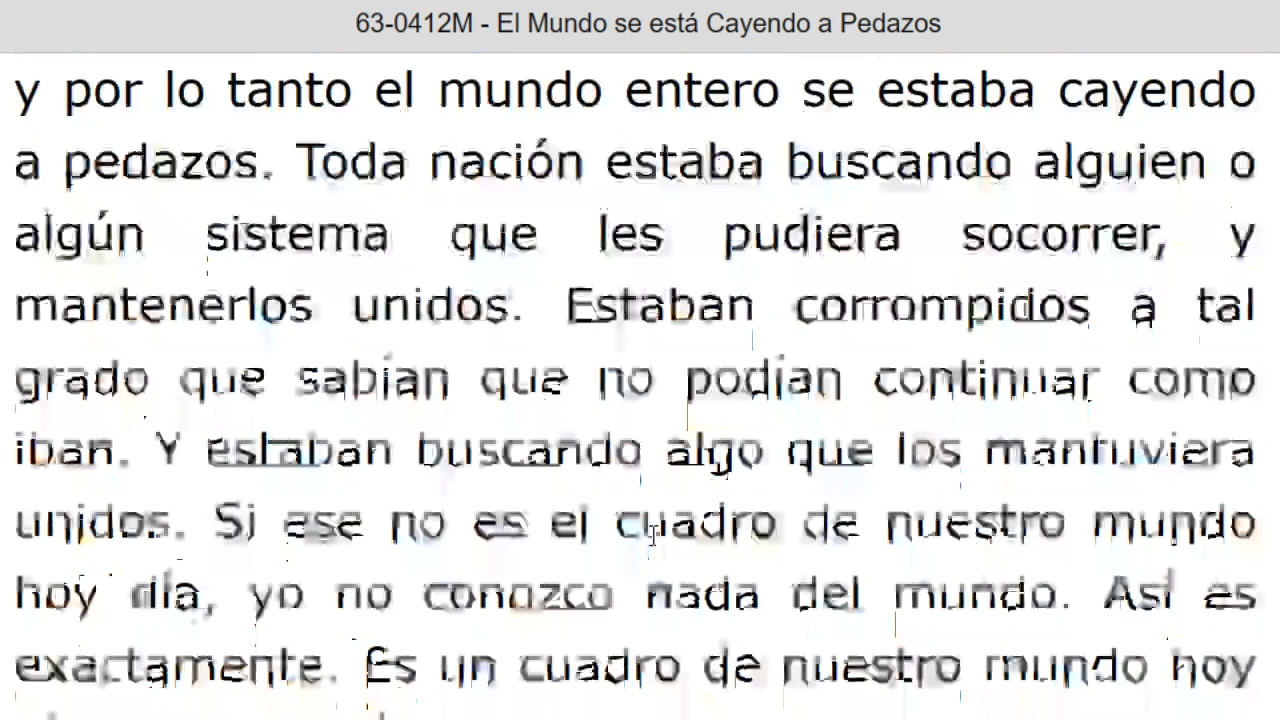 63-0412M - El Mundo se está Cayendo a Pedazos
y por lo tanto el mundo entero se estaba cayendo
a pedazos. Toda nación estaba buscando alguien o
algún sistema que les pudiera socorrer, y
mantenerlos unidos. Estaban corrompidos a tal
grado que sabían que no podían continuar como
iban. Y estaban buscando algo que los mantuviera
unidos. Si ese no es el cuadro de nuestro mundo
hoy día, yo no conozco nada del mundo. Así es
exactamente. Es un cuadro de nuestro mundo hoy